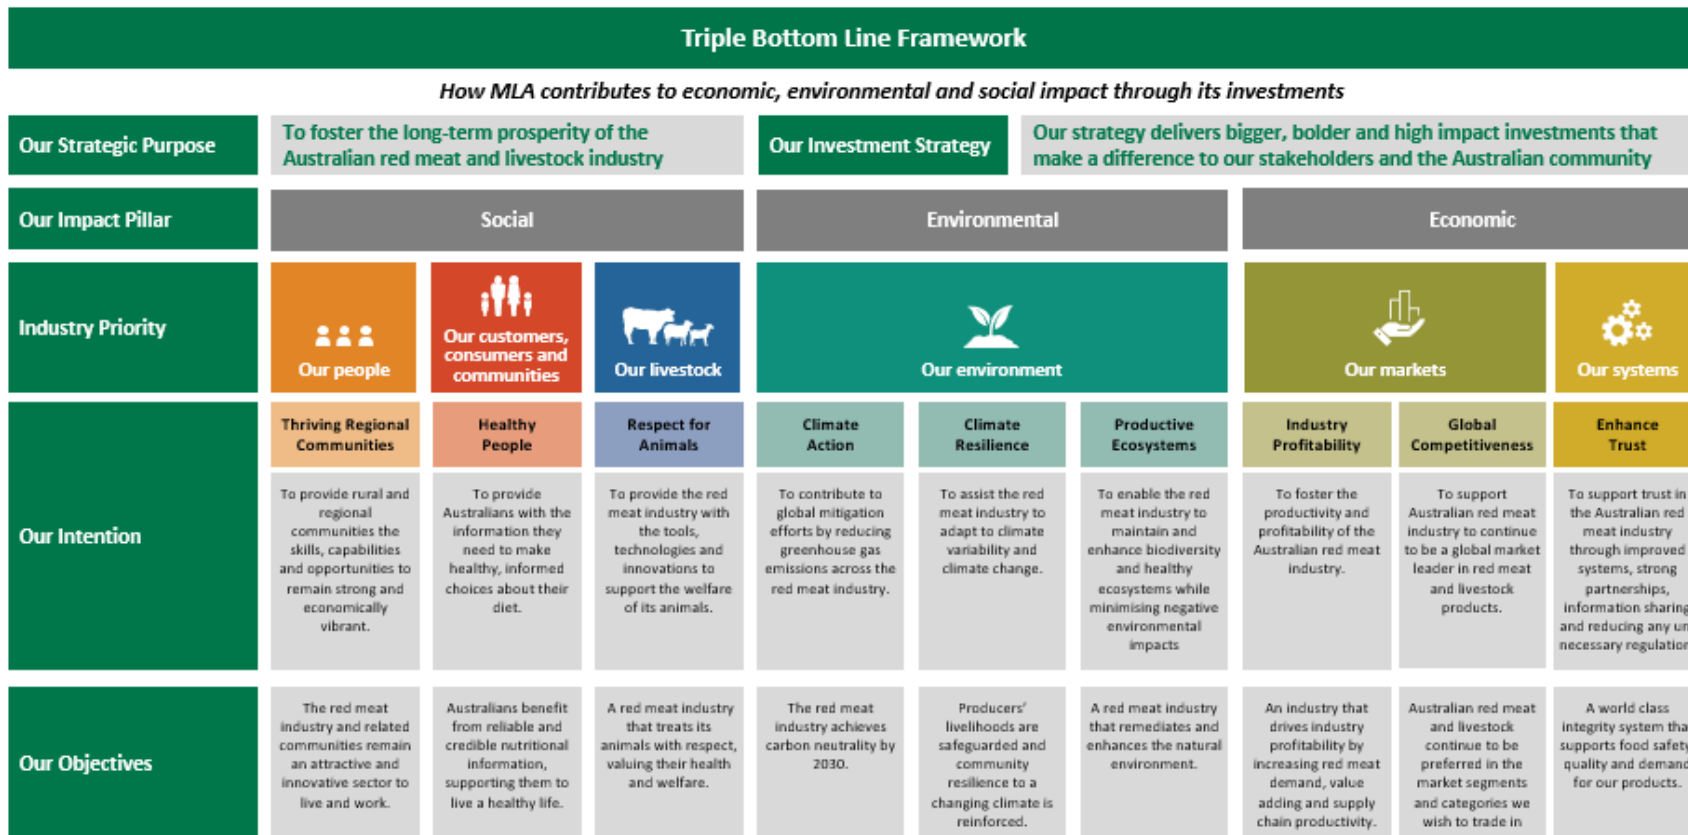 Triple Bottom Line Framework
How MLA contributes to economic, environmental and social impact through its investments
Our Strategic Purpose
To foster the long-term prosperity of the
Australian red meat and livestock industry
Our Investment Strategy
Our strategy delivers bigger, bolder and high impact investments that
make a difference to our stakeholders and the Australian community
Our Impact Pillar
Social
Environmental
Economic
Industry Priority
Our people
Our customers,
consumers and
communities
Our livestock
Our environment
Our markets
Our systems
Our Intention
Thriving Regional
Communities
To provide rural and
regional
communities the
skills, capabilities
and opportunities to
remain strong and
economically
vibrant.
Healthy
People
To provide
Australians with the
information they
need to make
healthy, informed
choices about their
diet.
Respect for
Animals
To provide the red
meat industry with
the tools,
technologies and
innovations to
support the welfare
of its animals.
Climate
Action
To contribute to
global mitigation
efforts by reducing
greenhouse gas
emissions across the
red meat industry.
Climate
Resilience
To assist the red
meat industry to
adapt to climate
variability and
climate change.
Productive
Ecosystems
To enable the red
meat industry to
maintain and
enhance biodiversity
and healthy
ecosystems while
minimising negative
environmental
impacts
Industry
Profitability
To foster the
productivity and
profitability of the
Australian red meat
industry.
Global
Competitiveness
To support
Australian red meat
industry to continue
to be a global market
leader in red meat
and livestock
products.
Enhance
Trust
To support trust in
the Australian red
meat industry
through improved
systems, strong
partnerships,
information sharing
and reducing any un
necessary regulation
Our Objectives
The red meat
industry and related
communities remain
an attractive and
innovative sector to
live and work.
Australians benefit
from reliable and
credible nutritional
information,
supporting them to
live a healthy life.
A red meat industry
that treats its
animals with respect,
valuing their health
and welfare.
The red meat
industry achieves
carbon neutrality by
2030.
Producers'
livelihoods are
safeguarded and
community
resilience to a
changing climate is
reinforced.
A red meat industry
that remediates and
enhances the natural
environment.
An industry that
drives industry
profitability by
increasing red meat
demand, value
adding and supply
chain productivity.
Australian red meat
and livestock
continue to be
preferred in the
market segments
and categories we
wish to trade in
A world class
integrity system tha
supports food safety
quality and demand
for our products.